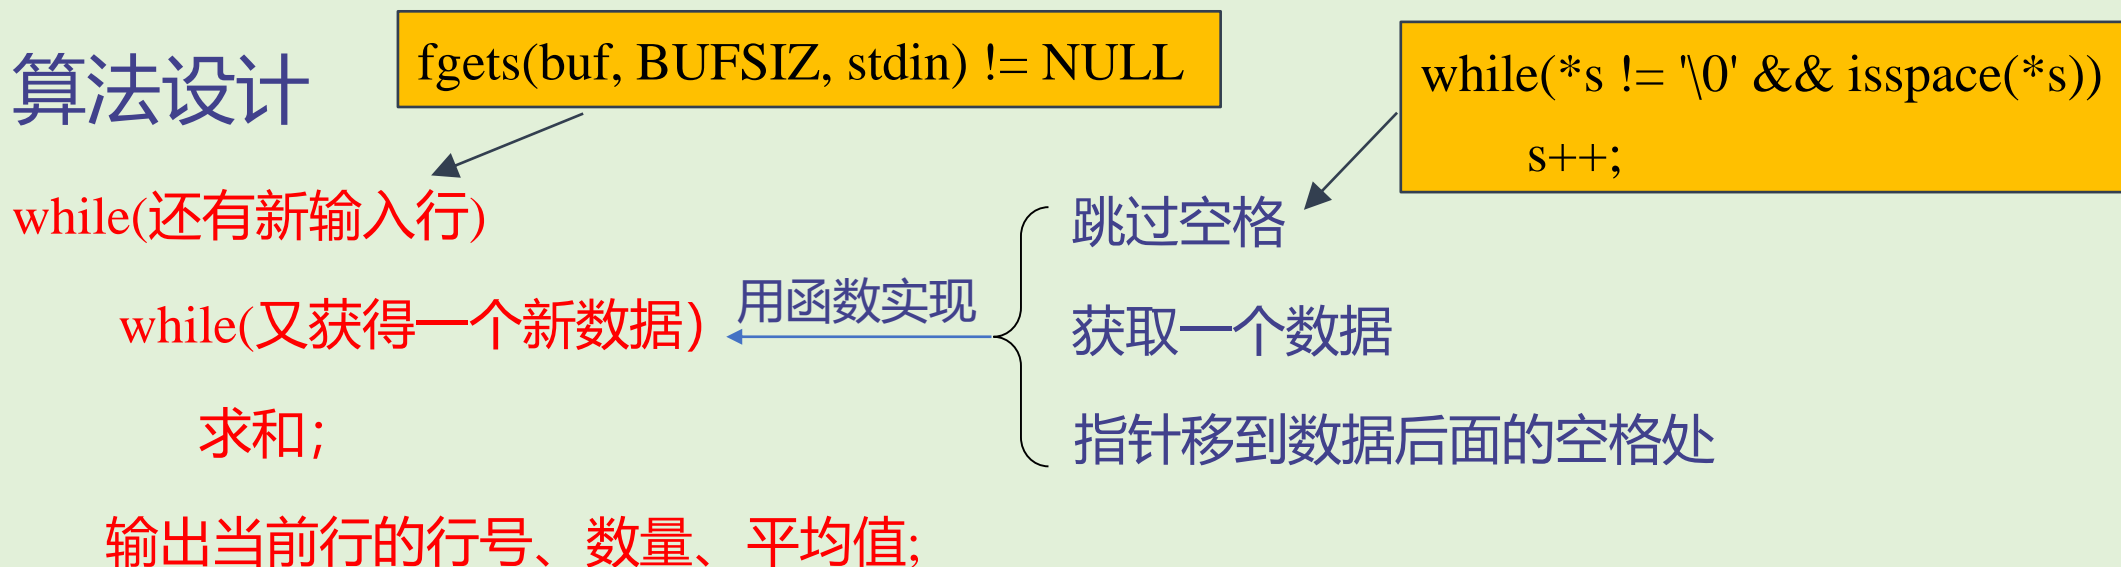 算法设计
fgets(buf, BUFSIZ, stdin) != NULL
while(*s != '\0' && isspace(*s))
s++;
while(还有新输入行)
while(又获得一个新数据）
求和；
输出当前行的行号、数量、平均值;
用函数实现
跳过空格
获取一个数据
指针移到数据后面的空格处